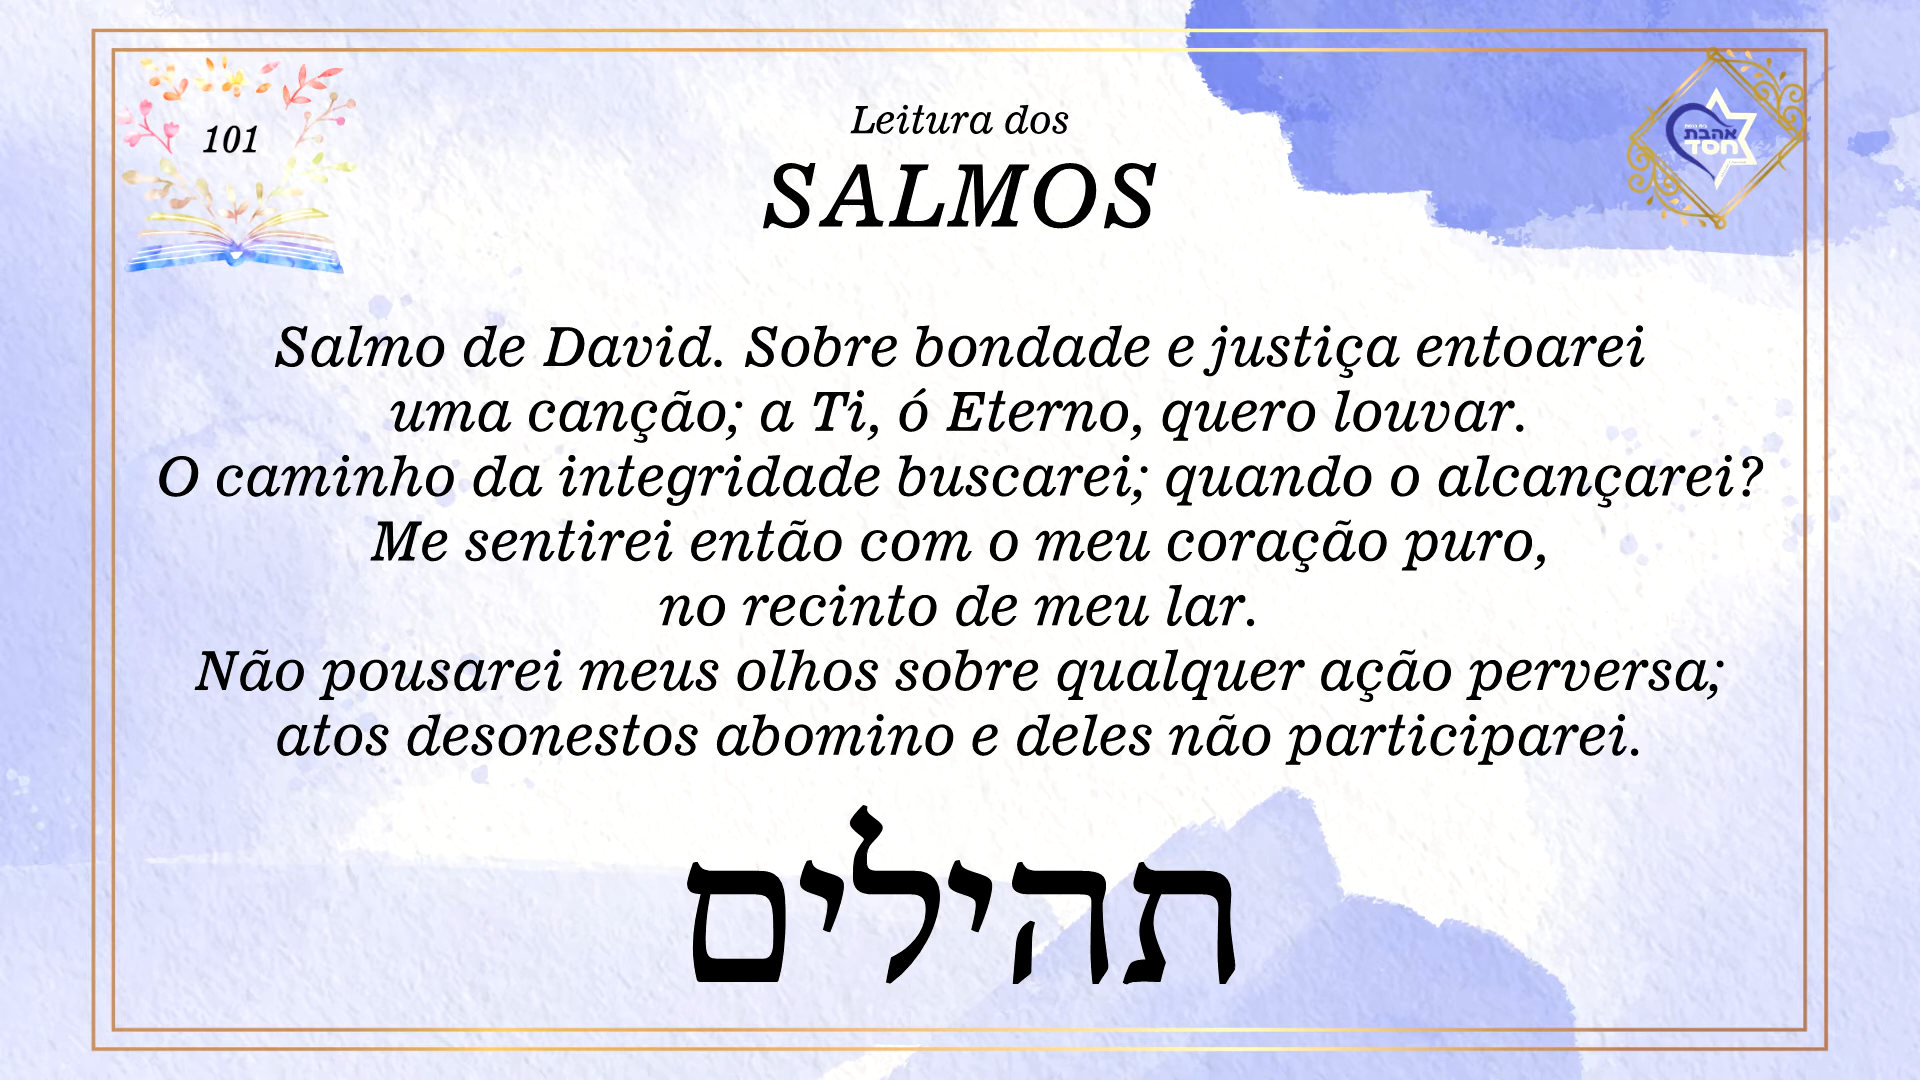 101
Leitura dos
SALMOS
אהבת
חסד
Salmo de David. Sobre bondade e justiça entoarei
uma canção; a Ti, ó Eterno, quero louvar.
O caminho da integridade buscarei; quando o alcançarei?
Me sentirei então com o meu coração puro,
no recinto de meu lar.
Não pousarei meus olhos sobre qualquer ação perversa;
atos desonestos abomino e deles não participarei.
תהילים